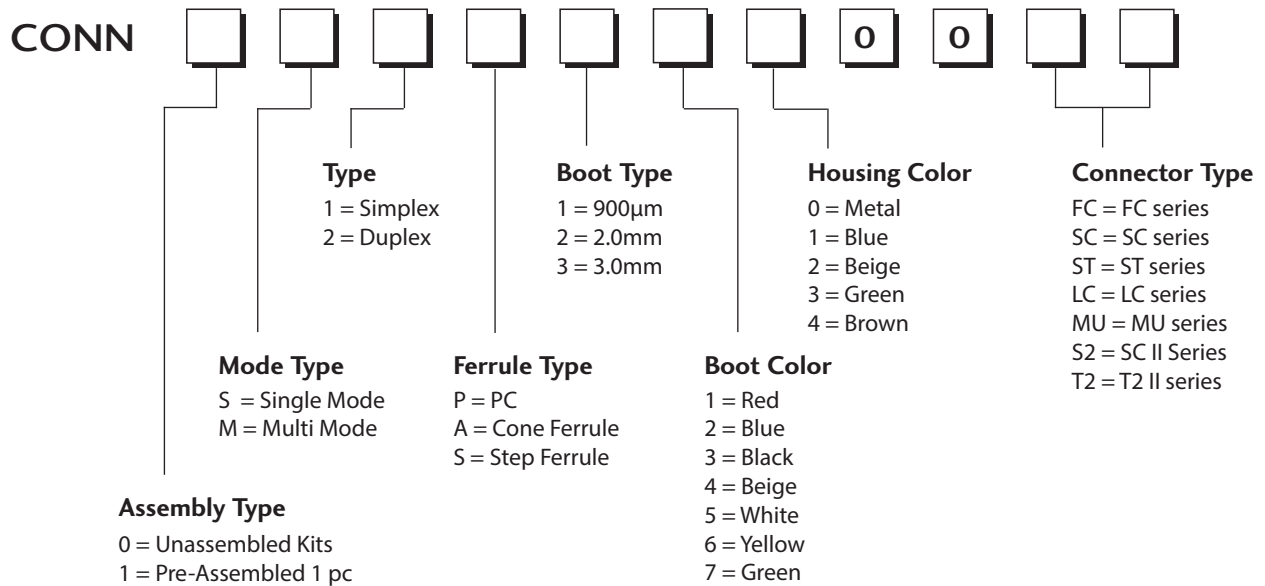 CONN 0 0
Type
1 = Simplex
2 = Duplex
Boot Type
1 = 900µm
2 = 2.0mm
3 = 3.0mm
Housing Color
0 = Metal
1 = Blue
2 = Beige
3 = Green
4 = Brown
Connector Type
FC = FC series
SC = SC series
ST = ST series
LC = LC series
MU = MU series
S2 = SC II Series
T2 = T2 II series
Mode Type
S = Single Mode
M = Multi Mode
Ferrule Type
P = PC
A = Cone Ferrule
S = Step Ferrule
Boot Color
1 = Red
2 = Blue
3 = Black
4 = Beige
5 = White
6 = Yellow
7 = Green
Assembly Type
0 = Unassembled Kits
1 = Pre-Assembled 1 pc